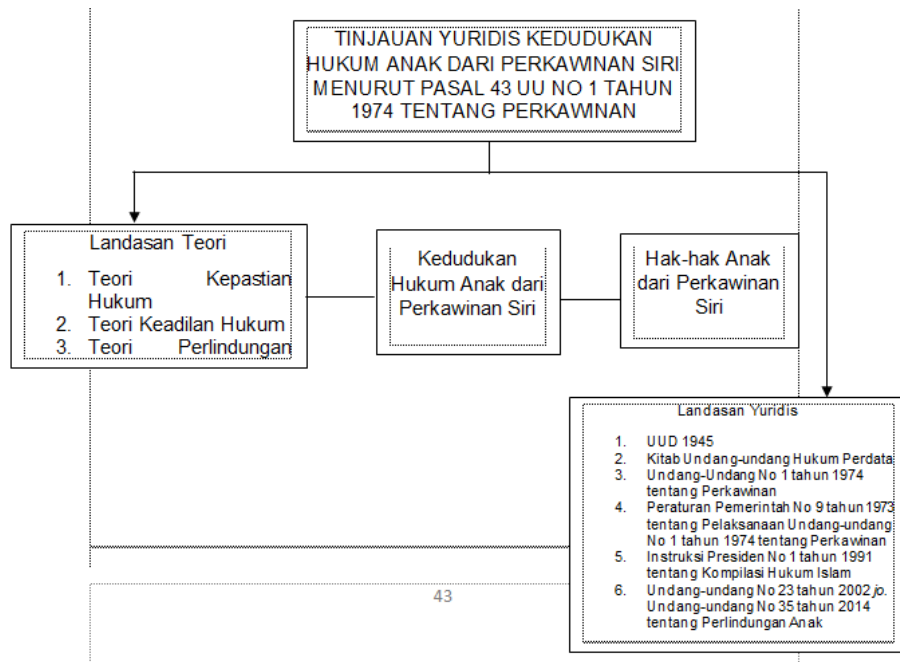 TINJAUAN YURIDIS KEDUDUKAN
HUKUM ANAK DARI PERKAWINAN SIRI
MENURUT PASAL 43 UU NO 1 TAHUN
1974 TENTANG PERKAWINAN
Landasan Teori
1. Teori Kepastian
Hukum
2. Teori Keadilan Hukum
3. Teori Perlindungan
Kedudukan
Hukum Anak dari
Perkawinan Siri
Hak-hak Anak
dari Perkawinan
Siri
Landasan Yuridis
1. UUD 1945
2. Kitab Undang-undang Hukum Perdata
3. Undang-Undang No 1 tahun 1974
tentang Perkawinan
4. Peraturan Pemerintah No 9 tahun 1973
tentang Pelaksanaan Undang-undang
No 1 tahun 1974 tentang Perkawinan
5. Instruksi Presiden No 1 tahun 1991
tentang Kompilasi Hukum Islam
6. Undang-undang No 23 tahun 2002 jo.
Undang-undang No 35 tahun 2014
tentang Perlindungan Anak
43